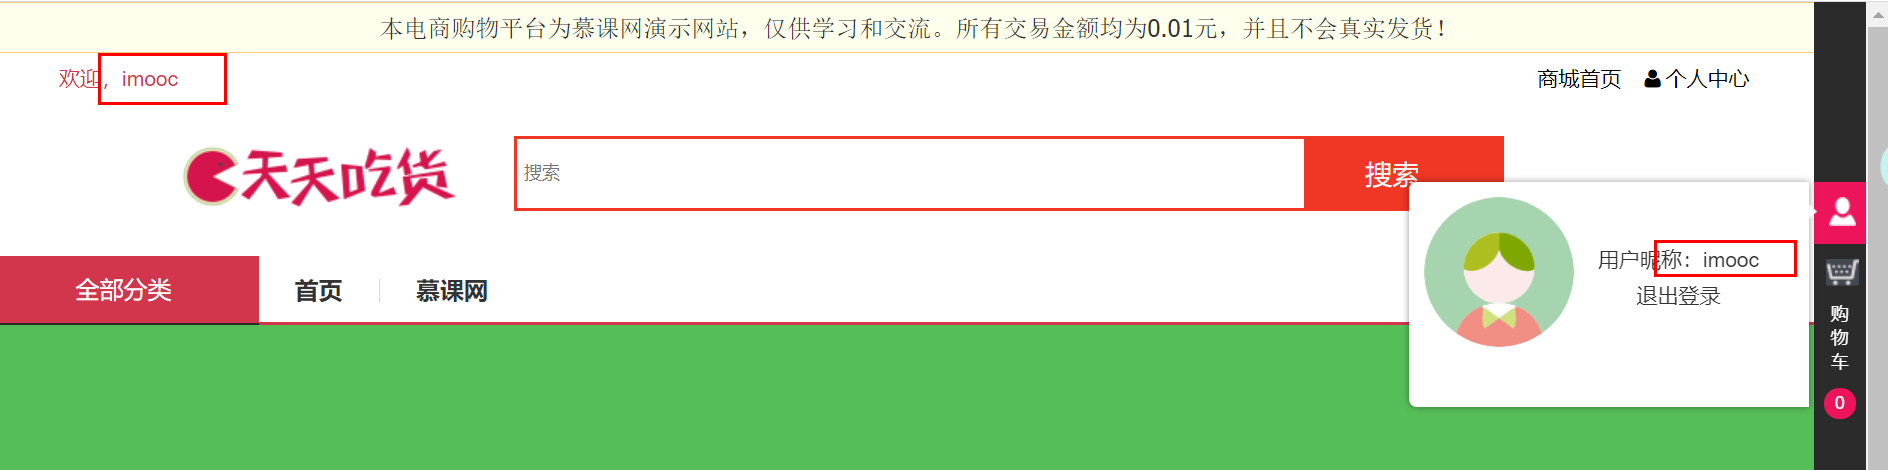 本电商购物平台为慕课网演示网站，仅供学习和交流。所有交易金额均为0.01元，并且不会真实发货！
欢迎，imooc
商城首页 个人中心
天天吃货
搜索 搜索
用户昵称：imooc
退出登录
全部分类 首页 慕课网
购
物
车
0